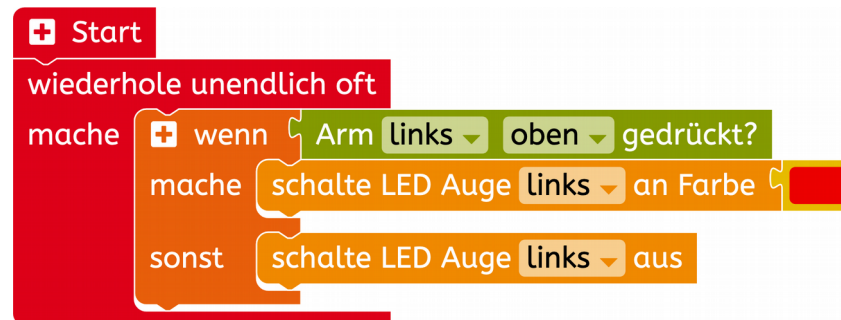 Start
wiederhole unendlich oft
mache wenn Arm links oben gedrückt?
mache schalte LED Auge links an Farbe
sonst schalte LED Auge links aus